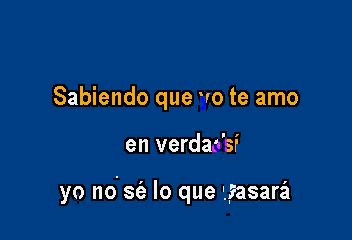 Sabiendo que yo te amo
en verdad sí
yo no sé lo que pasará